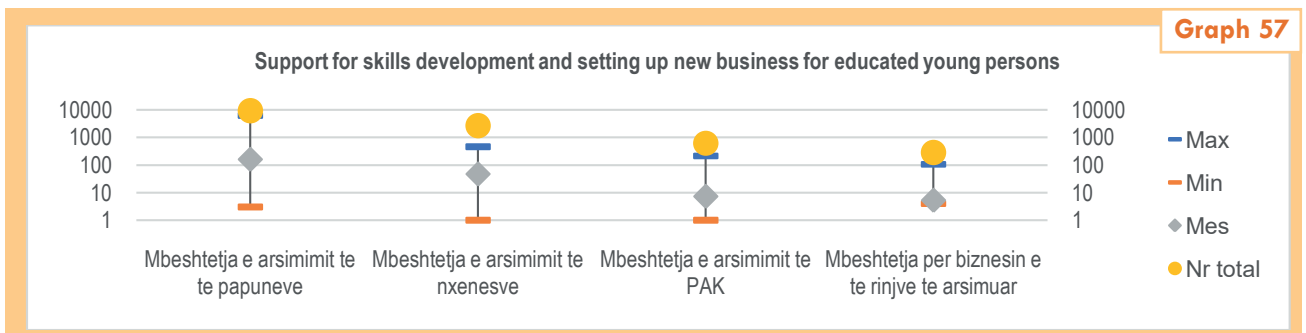 Graph 57
Support for skills development and setting up new business for educated young persons
10000
1000
100
10
1
10000
1000
100
10
1
Max
Min
Mes
Nr total
Mbeshtetja e arsimimit te
te papuneve
Mbeshtetja e arsimimit te
nxenesve
Mbeshtetja e arsimimit te
PAK
Mbeshtetja per biznesin e
te rinjve te arsimuar